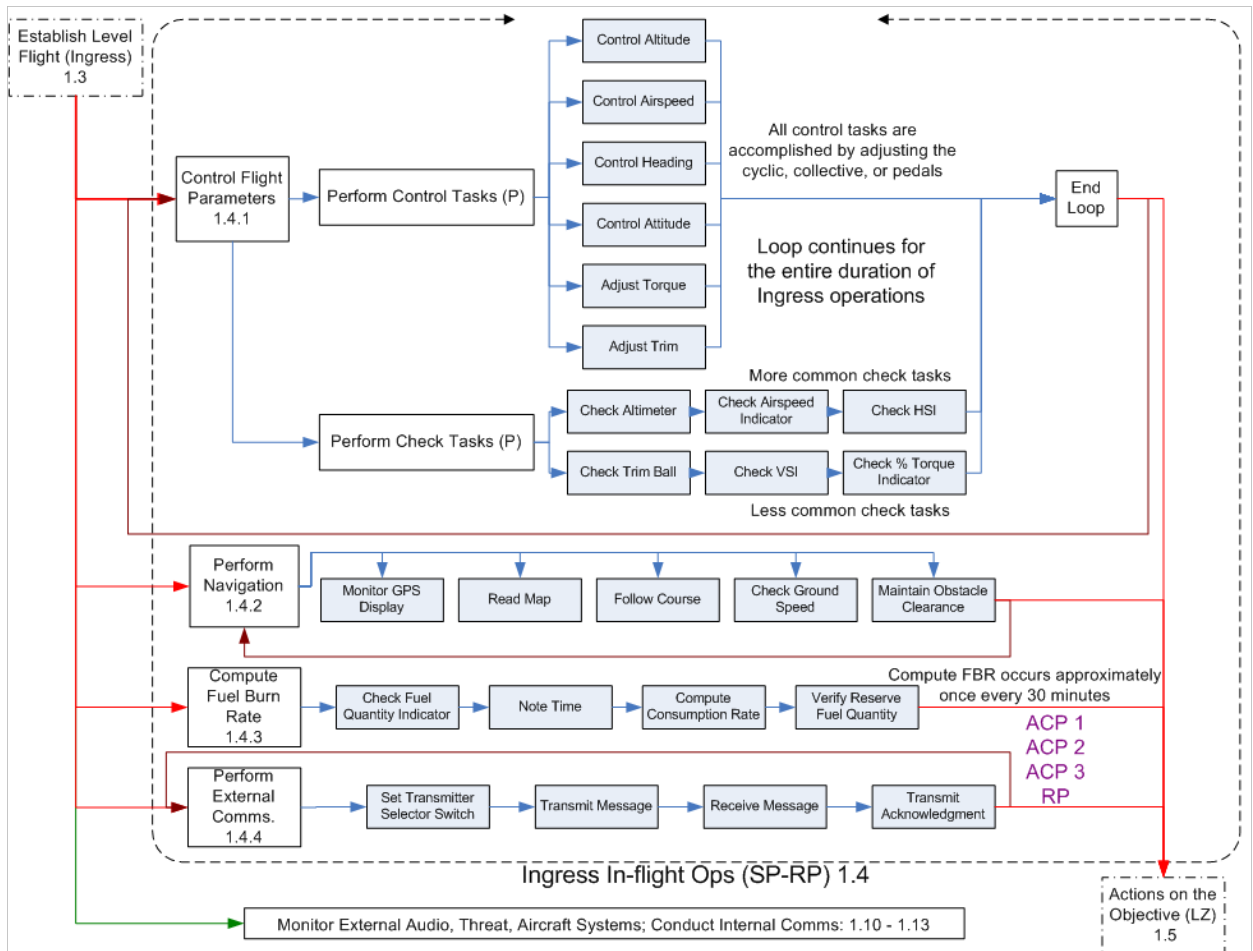 Establish Level
Flight (Ingress)
1.3
Control Altitude
Control Airspeed
All control tasks are
accomplished by adjusting the
cyclic, collective, or pedals
Control Heading
Control Flight
Parameters
1.4.1
Perform Control Tasks (P)
End
Loop
Control Attitude
Loop continues for
the entire duration of
Ingress operations
Adjust Torque
Adjust Trim
More common check tasks
Perform Check Tasks (P)
Check Altimeter
Check Airspeed
Indicator
Check HSI
Check Trim Ball
Check VSI
Check % Torque
Indicator
Less common check tasks
Perform
Navigation
1.4.2
Monitor GPS
Display
Read Map
Follow Course
Check Ground
Speed
Maintain Obstacle
Clearance
Compute
Fuel Burn
Rate
1.4.3
Check Fuel
Quantity Indicator
Note Time
Compute
Consumption Rate
Verify Reserve
Fuel Quantity
Compute FBR occurs approximately
once every 30 minutes
ACP 1
ACP 2
ACP 3
RP
Perform
External
Comms.
1.4.4
Set Transmitter
Selector Switch
Transmit Message
Receive Message
Transmit
Acknowledgment
Ingress In-flight Ops (SP-RP) 1.4
Actions on the
Objective (LZ)
1.5
Monitor External Audio, Threat, Aircraft Systems; Conduct Internal Comms: 1.10 - 1.13